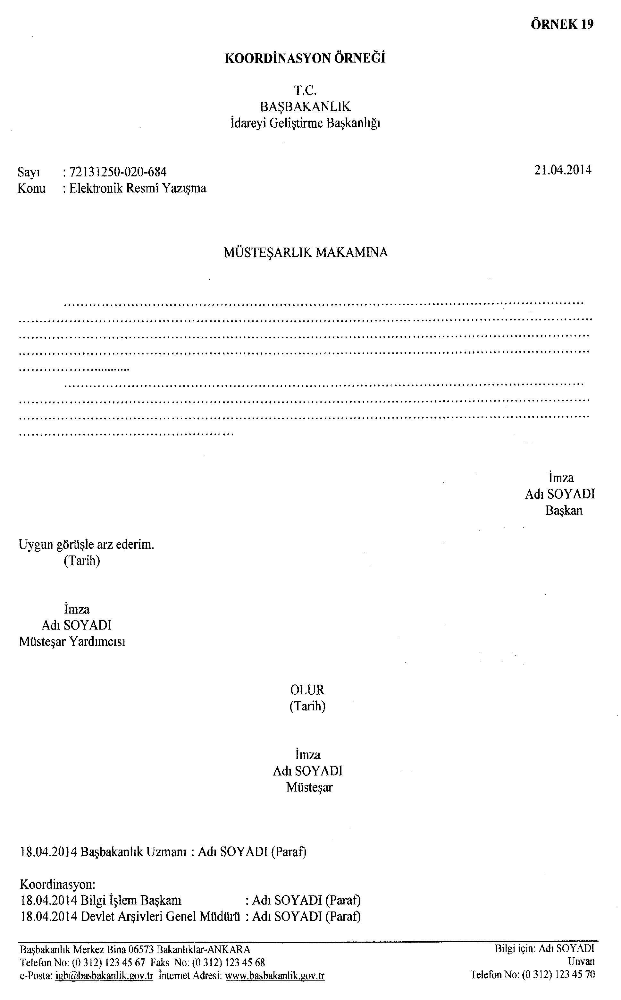 ÖRNEK 19
KOORDİNASYON ÖRNEĞİ
T.C.
BAŞBAKANLIK
İdareyi Geliştirme Başkanlığı
Sayı : 72131250-020-684 21.04.2014
Konu : Elektronik Resmî Yazışma
MÜSTEŞARLIK MAKAMINA
..........................................................................................................................
.......................................................................................................................................
.......................................................................................................................................
.......................................................................................................................................
...........................
..........................................................................................................................
.......................................................................................................................................
.......................................................................................................................................
...................................................
İmza
Adı SOYADI
Başkan
Uygun görüşle arz ederim.
(Tarih)
İmza
Adı SOYADI
Müsteşar Yardımcısı
OLUR
(Tarih)
İmza
Adı SOYADI
Müsteşar
18.04.2014 Başbakanlık Uzmanı : Adı SOYADI (Paraf)
Koordinasyon:
18.04.2014 Bilgi İşlem Başkanı : Adı SOYADI (Paraf)
18.04.2014 Devlet Arşivleri Genel Müdürü : Adı SOYADI (Paraf)
Başbakanlık Merkez Bina 06573 Bakanlıklar-ANKARA Bilgi için: Adı SOYADI
Telefon No: (0 312) 123 45 67 Faks No: (0 312) 123 45 68 Unvan
e-Posta: igb@basbakanlik.gov.tr İnternet Adresi: www.basbakanlik.gov.tr Telefon No: (0 312) 123 45 70